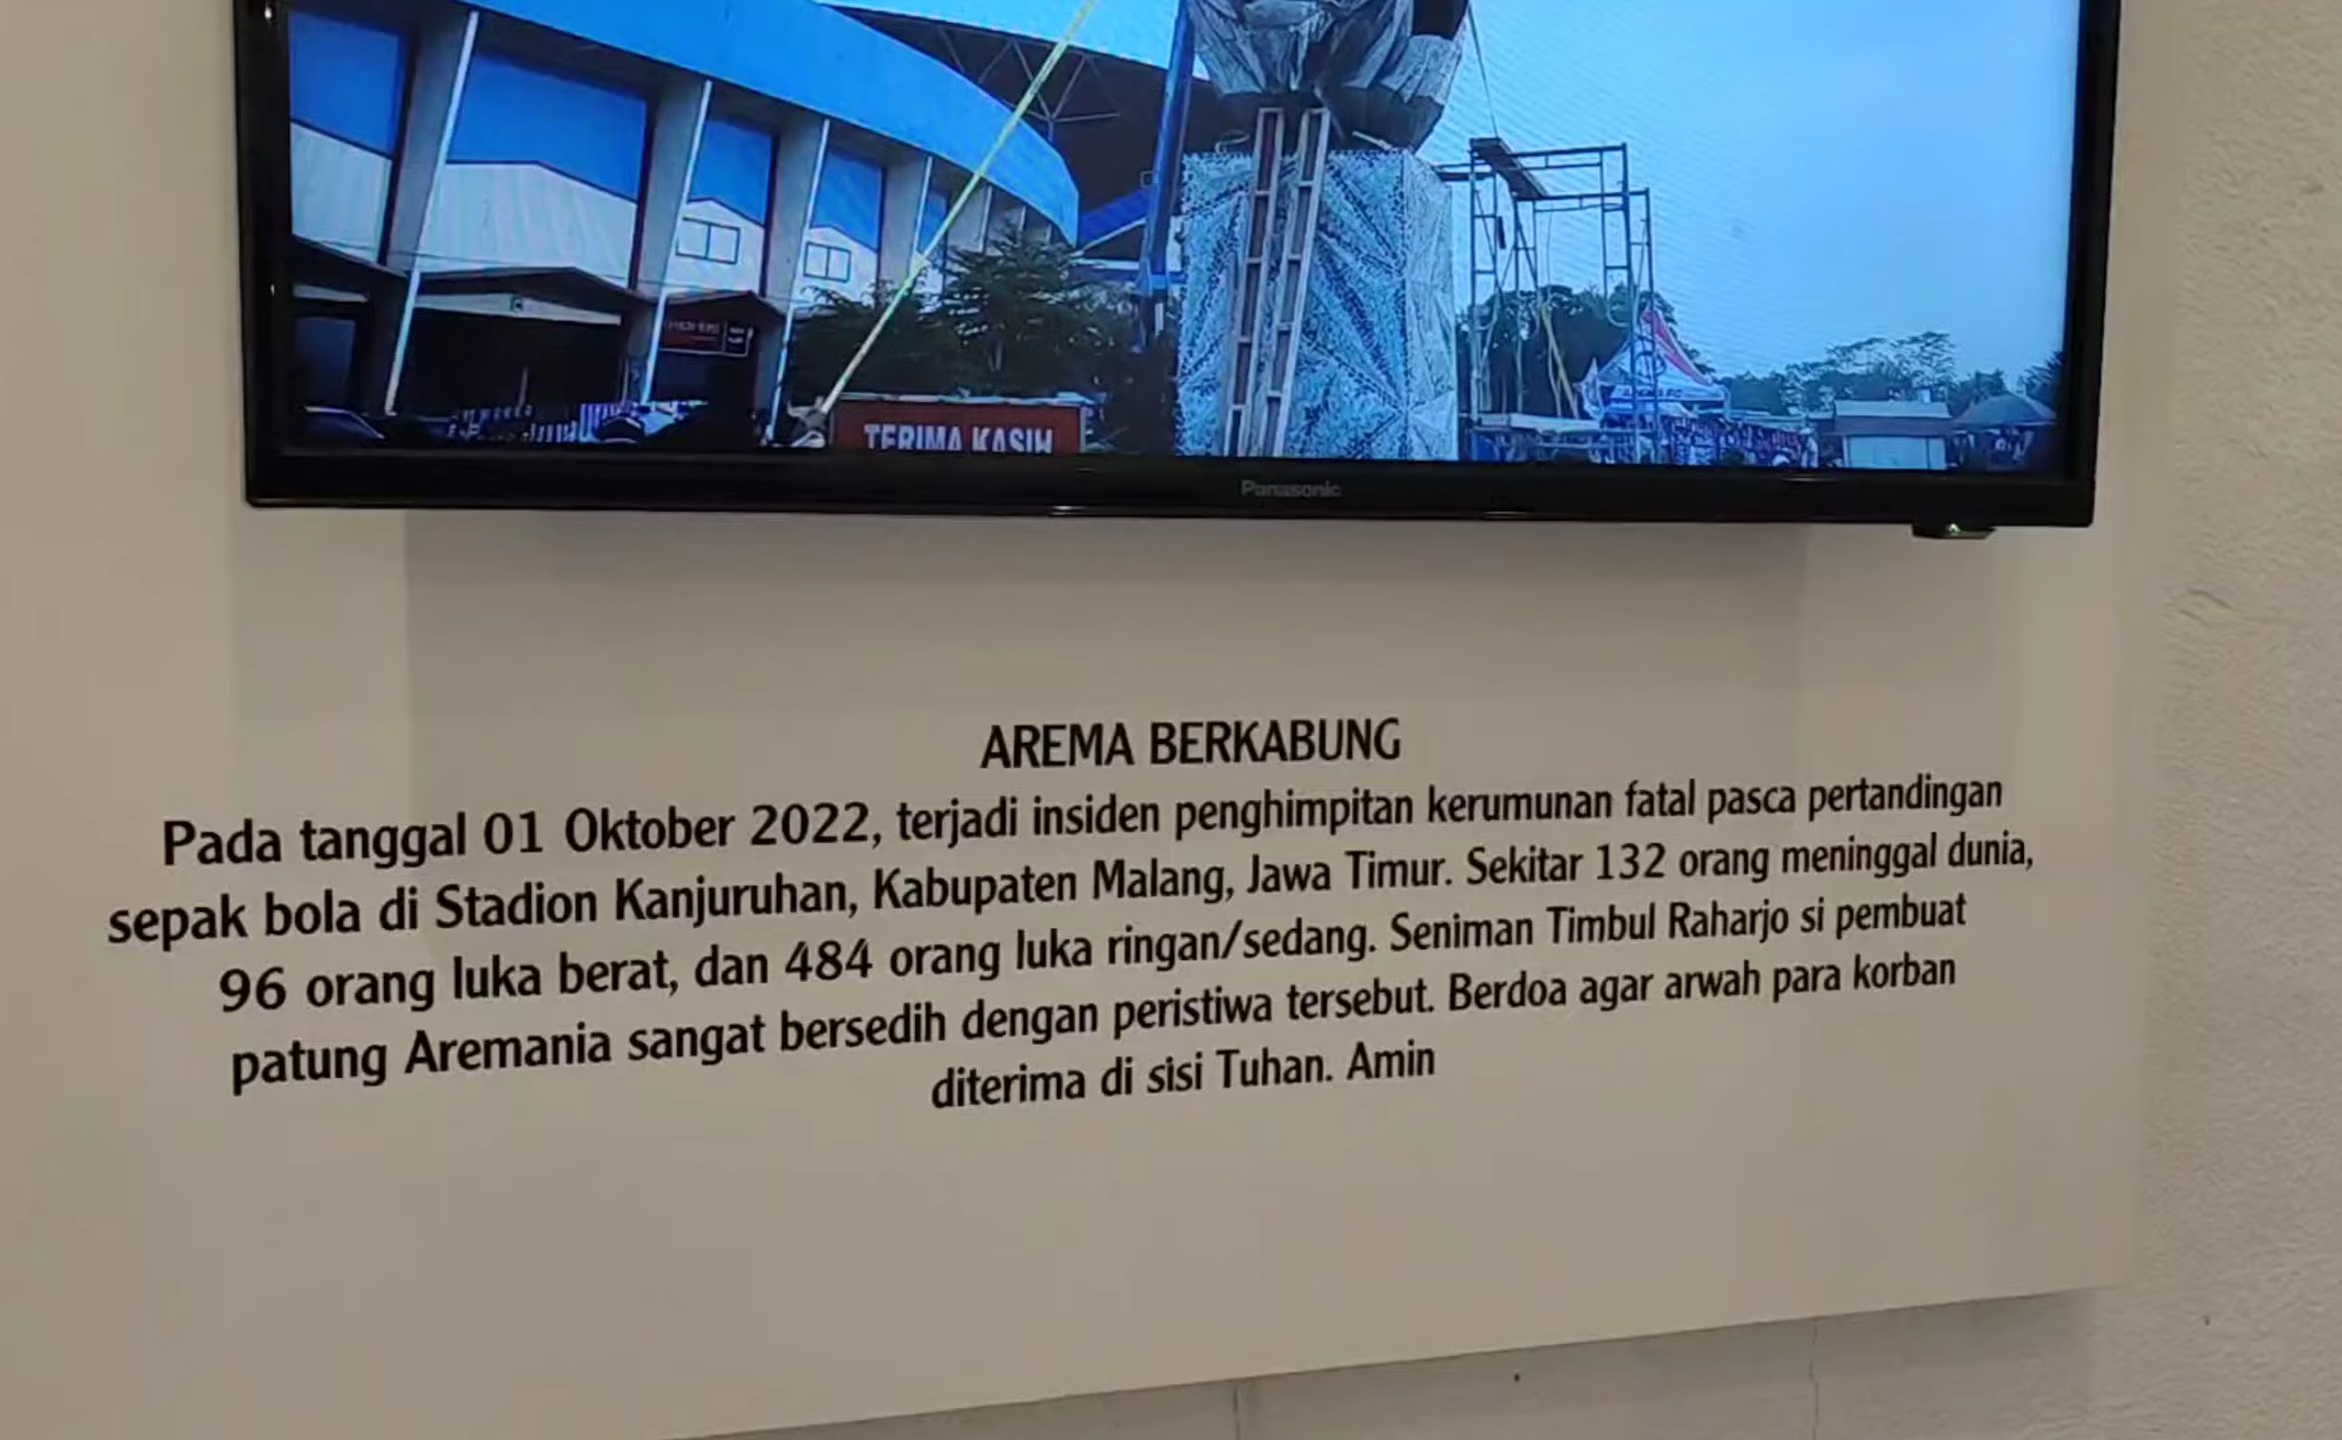 TERIMA KASIH
Panasonic
AREMA BERKABUNG
Pada tanggal 01 Oktober 2022, terjadi insiden penghimpitan kerumunan fatal pasca pertandingan
sepak bola di Stadion Kanjuruhan, Kabupaten Malang, Jawa Timur. Sekitar 132 orang meninggal dunia,
96 orang luka berat, dan 484 orang luka ringan/sedang. Seniman Timbul Raharjo si pembuat
patung Aremania sangat bersedih dengan peristiwa tersebut. Berdoa agar arwah para korban
diterima di sisi Tuhan. Amin